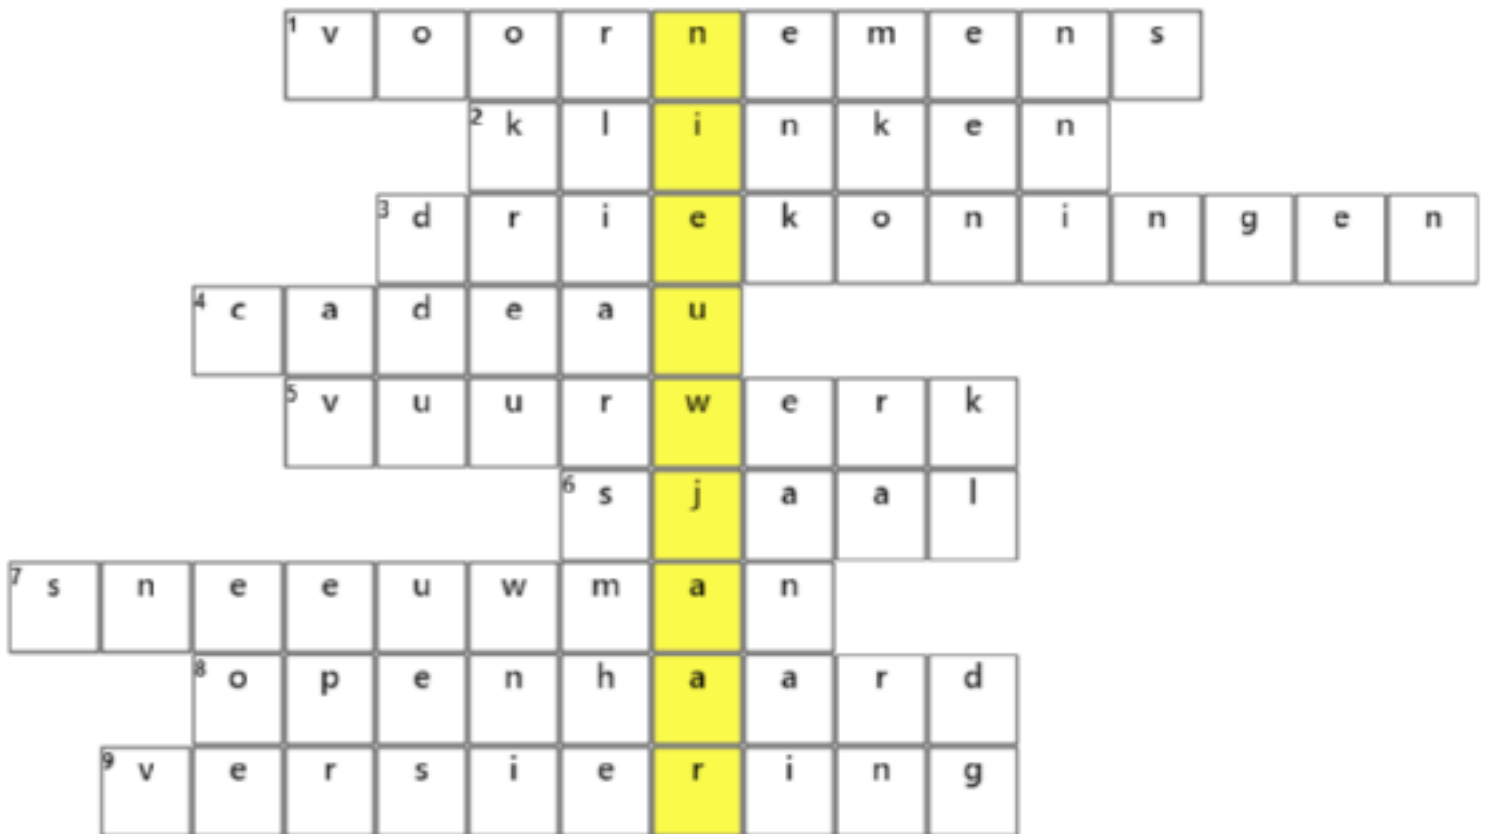 1 v o o r n e m e n s
2 k l i n k e n
3 d r i e k o n i n g e n
4 c a d e a u
5 v u u r w e r k
6 s j a a l
7 s n e e u w m a n
8 o p e n h a a r d
9 v e r s i e r i n g